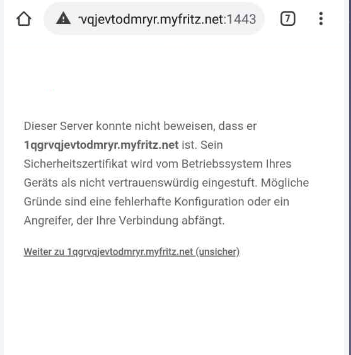 vqjevtodmryr.myfritz.net:1443
7
Dieser Server konnte nicht beweisen, dass er
1qgrvqjevtodmryr.myfritz.net ist. Sein
Sicherheitszertifikat wird vom Betriebssystem Ihres
Geräts als nicht vertrauenswürdig eingestuft. Mögliche
Gründe sind eine fehlerhafte Konfiguration oder ein
Angreifer, der Ihre Verbindung abfängt.
Weiter zu 1qgrvqjevtodmryr.myfritz.net (unsicher)